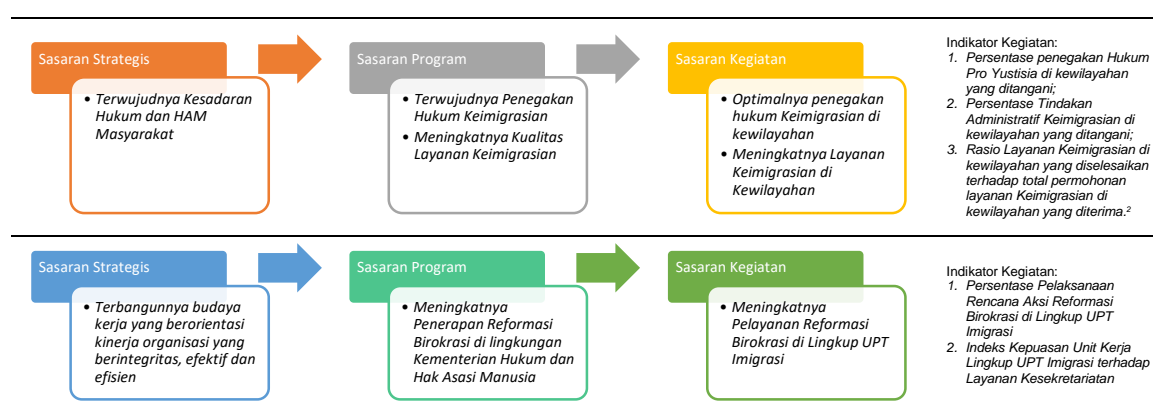 Sasaran Strategis
• Terwujudnya Kesadaran
Hukum dan HAM
Masyarakat
Sasaran Program
• Terwujudnya Penegakan
Hukum Keimigrasian
• Meningkatnya Kualitas
Layanan Keimigrasian
Sasaran Kegiatan
• Optimalnya penegakan
hukum Keimigrasian di
kewilayahan
• Meningkatnya Layanan
Keimigrasian di
Kewilayahan
Indikator Kegiatan:
1. Persentase penegakan Hukum
Pro Yustisia di kewilayahan
yang ditangani;
2. Persentase Tindakan
Administratif Keimigrasian di
kewilayahan yang ditangani;
3. Rasio Layanan Keimigrasian di
kewilayahan yang diselesaikan
terhadap total permohonan
layanan Keimigrasian di
kewilayahan yang diterima.²
Sasaran Strategis
• Terbangunnya budaya
kerja yang berorientasi
kinerja organisasi yang
berintegritas, efektif dan
efisien
Sasaran Program
• Meningkatnya
Penerapan Reformasi
Birokrasi di lingkungan
Kementerian Hukum dan
Hak Asasi Manusia
Sasaran Kegiatan
• Meningkatnya
Pelayanan Reformasi
Birokrasi di Lingkup UPT
Imigrasi
Indikator Kegiatan:
1. Persentase Pelaksanaan
Rencana Aksi Reformasi
Birokrasi di Lingkup UPT
Imigrasi
2. Indeks Kepuasan Unit Kerja
Lingkup UPT Imigrasi terhadap
Layanan Kesekretariatan